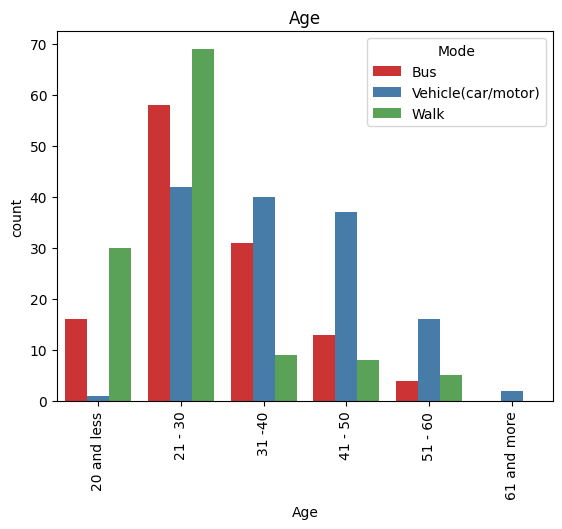 Age
Mode
Bus
Vehicle(car/motor)
Walk
count
70
60
50
40
30
20
10
0
20 and less
21 - 30
31 -40
41 - 50
51 - 60
61 and more
Age